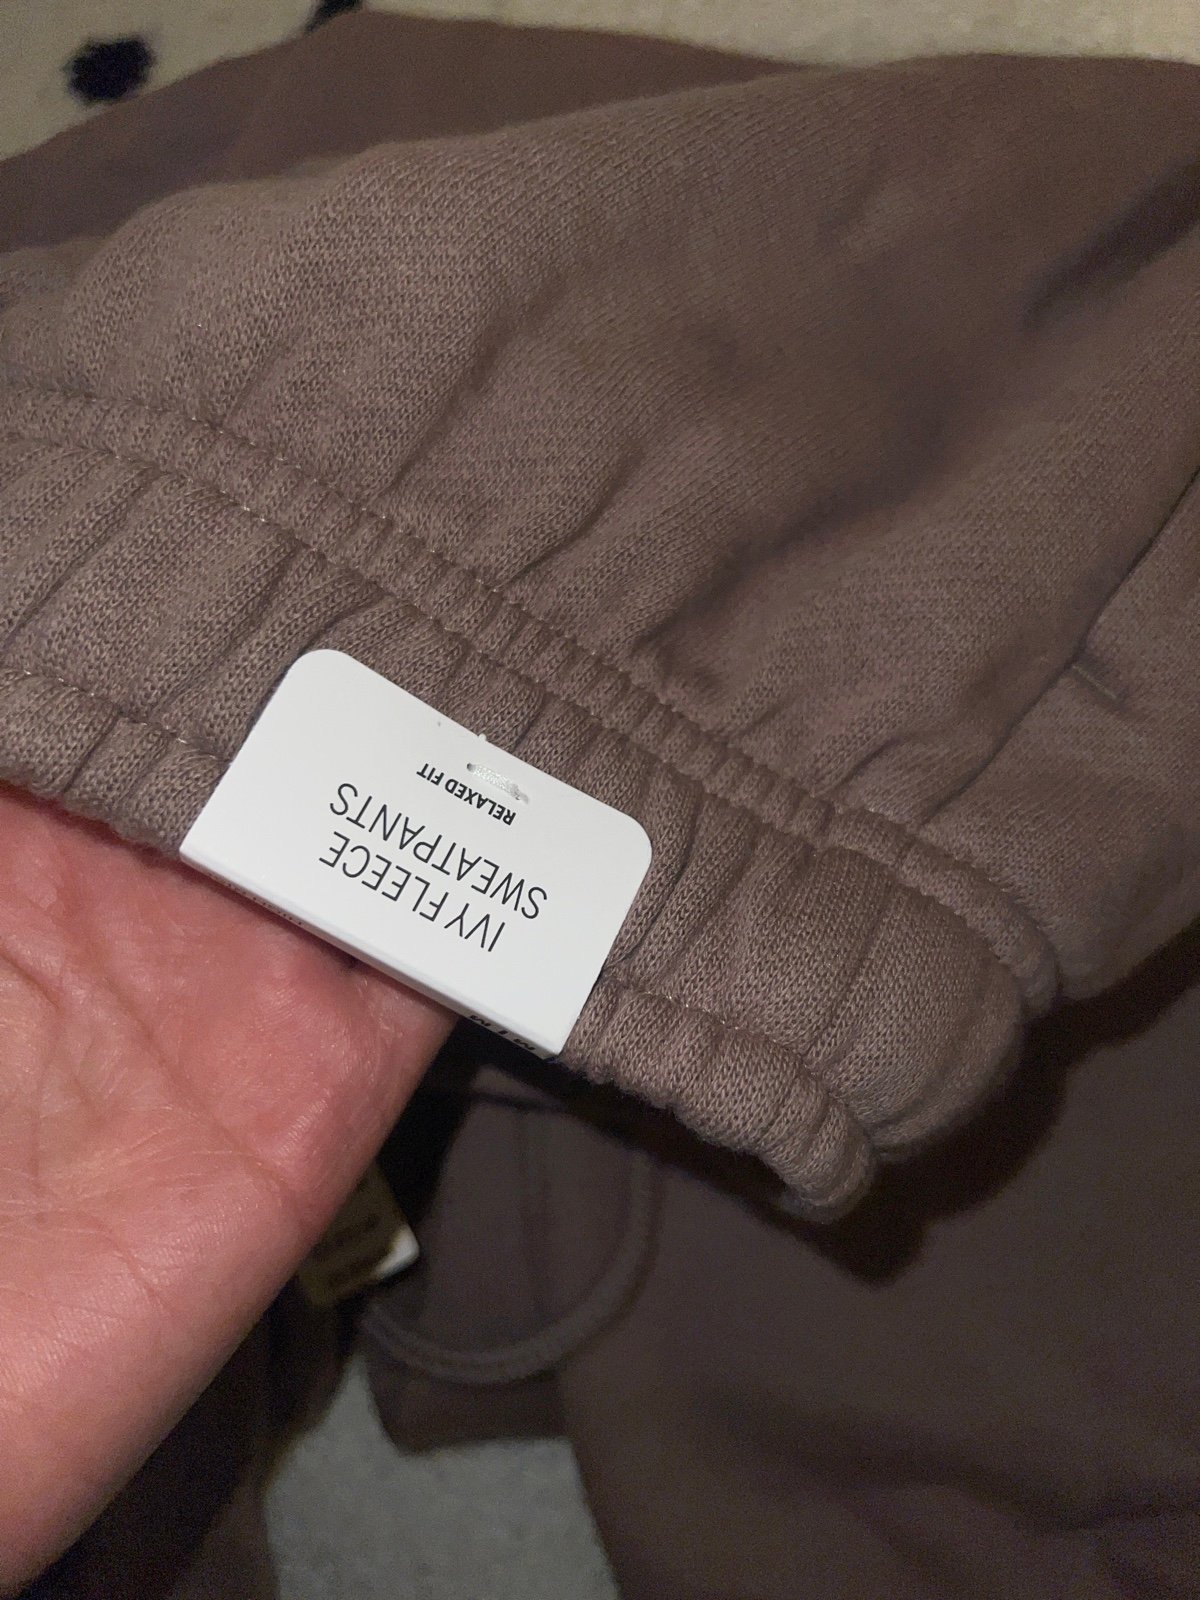 IVY FLEECE
SWEATPANTS
RELAXED FIT